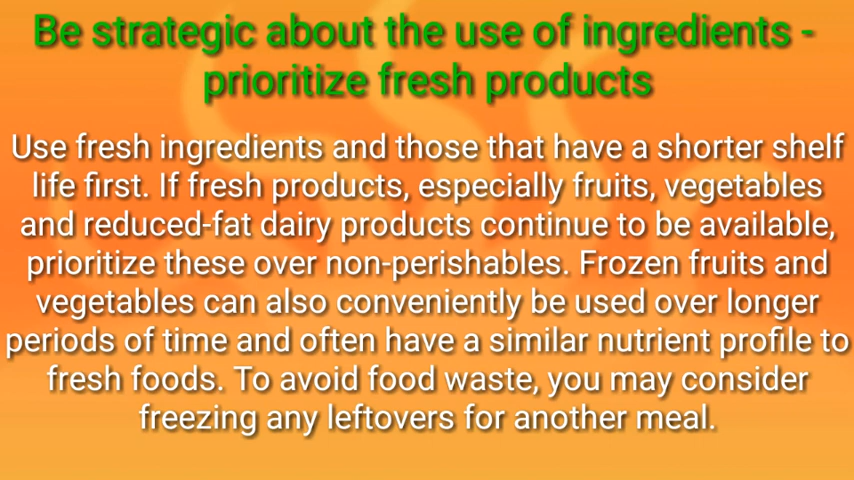 Be strategic about the use of ingredients -
prioritize fresh products
Use fresh ingredients and those that have a shorter shelf
life first. If fresh products, especially fruits, vegetables
and reduced-fat dairy products continue to be available,
prioritize these over non-perishables. Frozen fruits and
vegetables can also conveniently be used over longer
periods of time and often have a similar nutrient profile to
fresh foods. To avoid food waste, you may consider
freezing any leftovers for another meal.